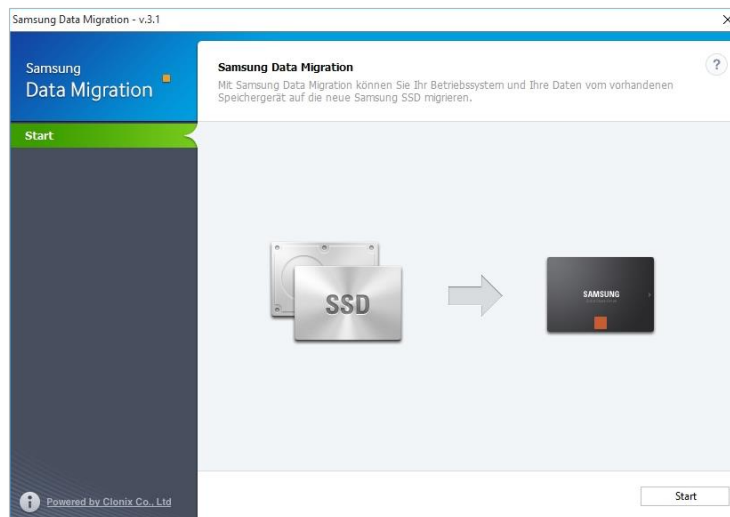 Samsung Data Migration - v.3.1
Samsung
Data Migration
Samsung Data Migration
?
Mit Samsung Data Migration können Sie Ihr Betriebssystem und Ihre Daten vom vorhandenen
Speichergerät auf die neue Samsung SSD migrieren.
Start
SSD
SAMSUNG
Powered by Clonix Co., Ltd
Start